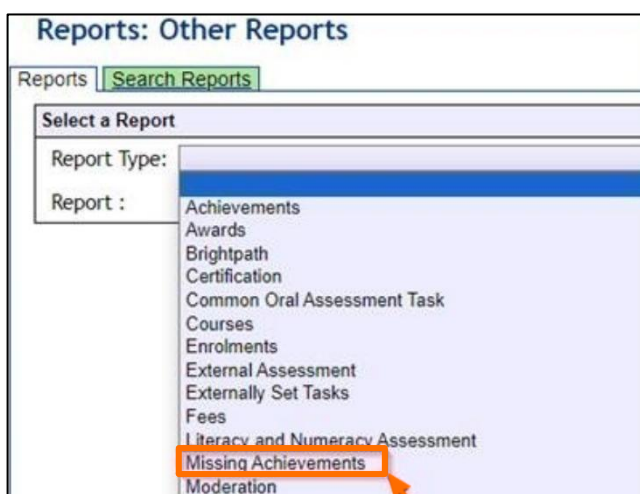 Reports: Other Reports
Reports Search Reports
Select a Report
Report Type:
Report :
Achievements
Awards
Brightpath
Certification
Common Oral Assessment Task
Courses
Enrolments
External Assessment
Externally Set Tasks
Fees
Literacy and Numeracy Assessment
Missing Achievements
Moderation